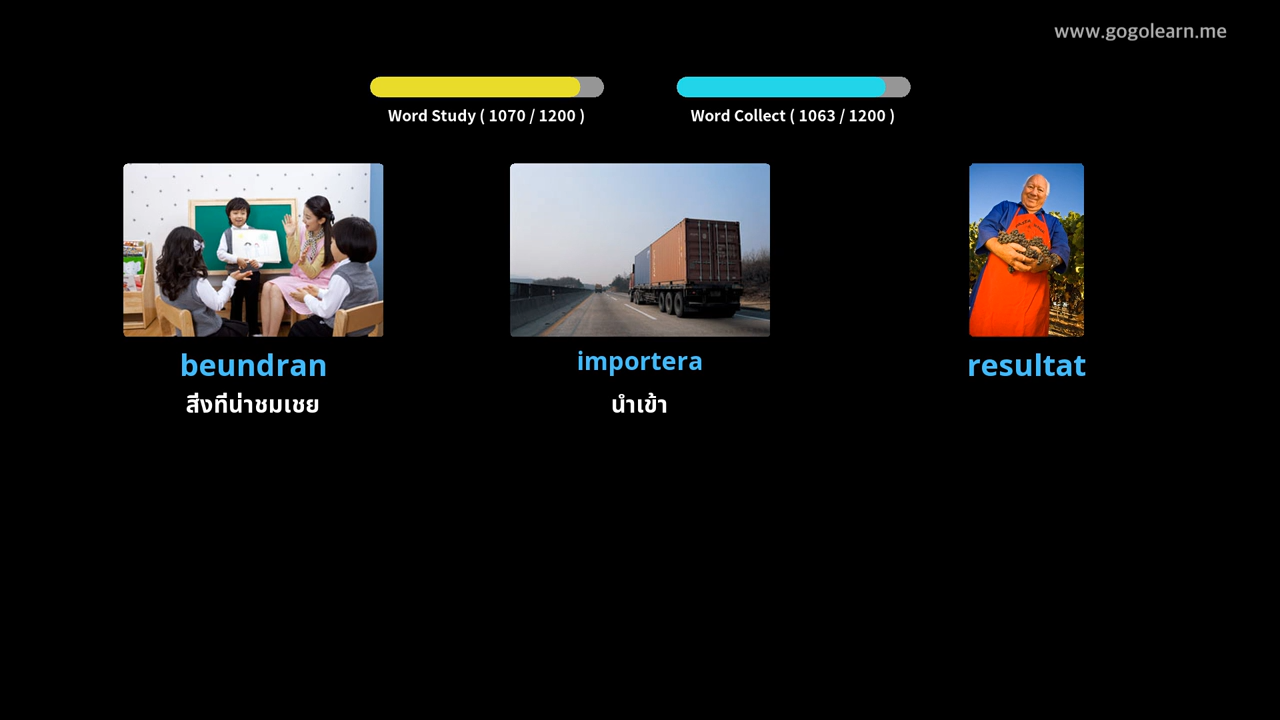 www.gogolearn.me
Word Study ( 1070 / 1200 )
Word Collect ( 1063 / 1200 )
beundran
importera
resultat
สิ่งที่น่าชมเชย
นำเข้า